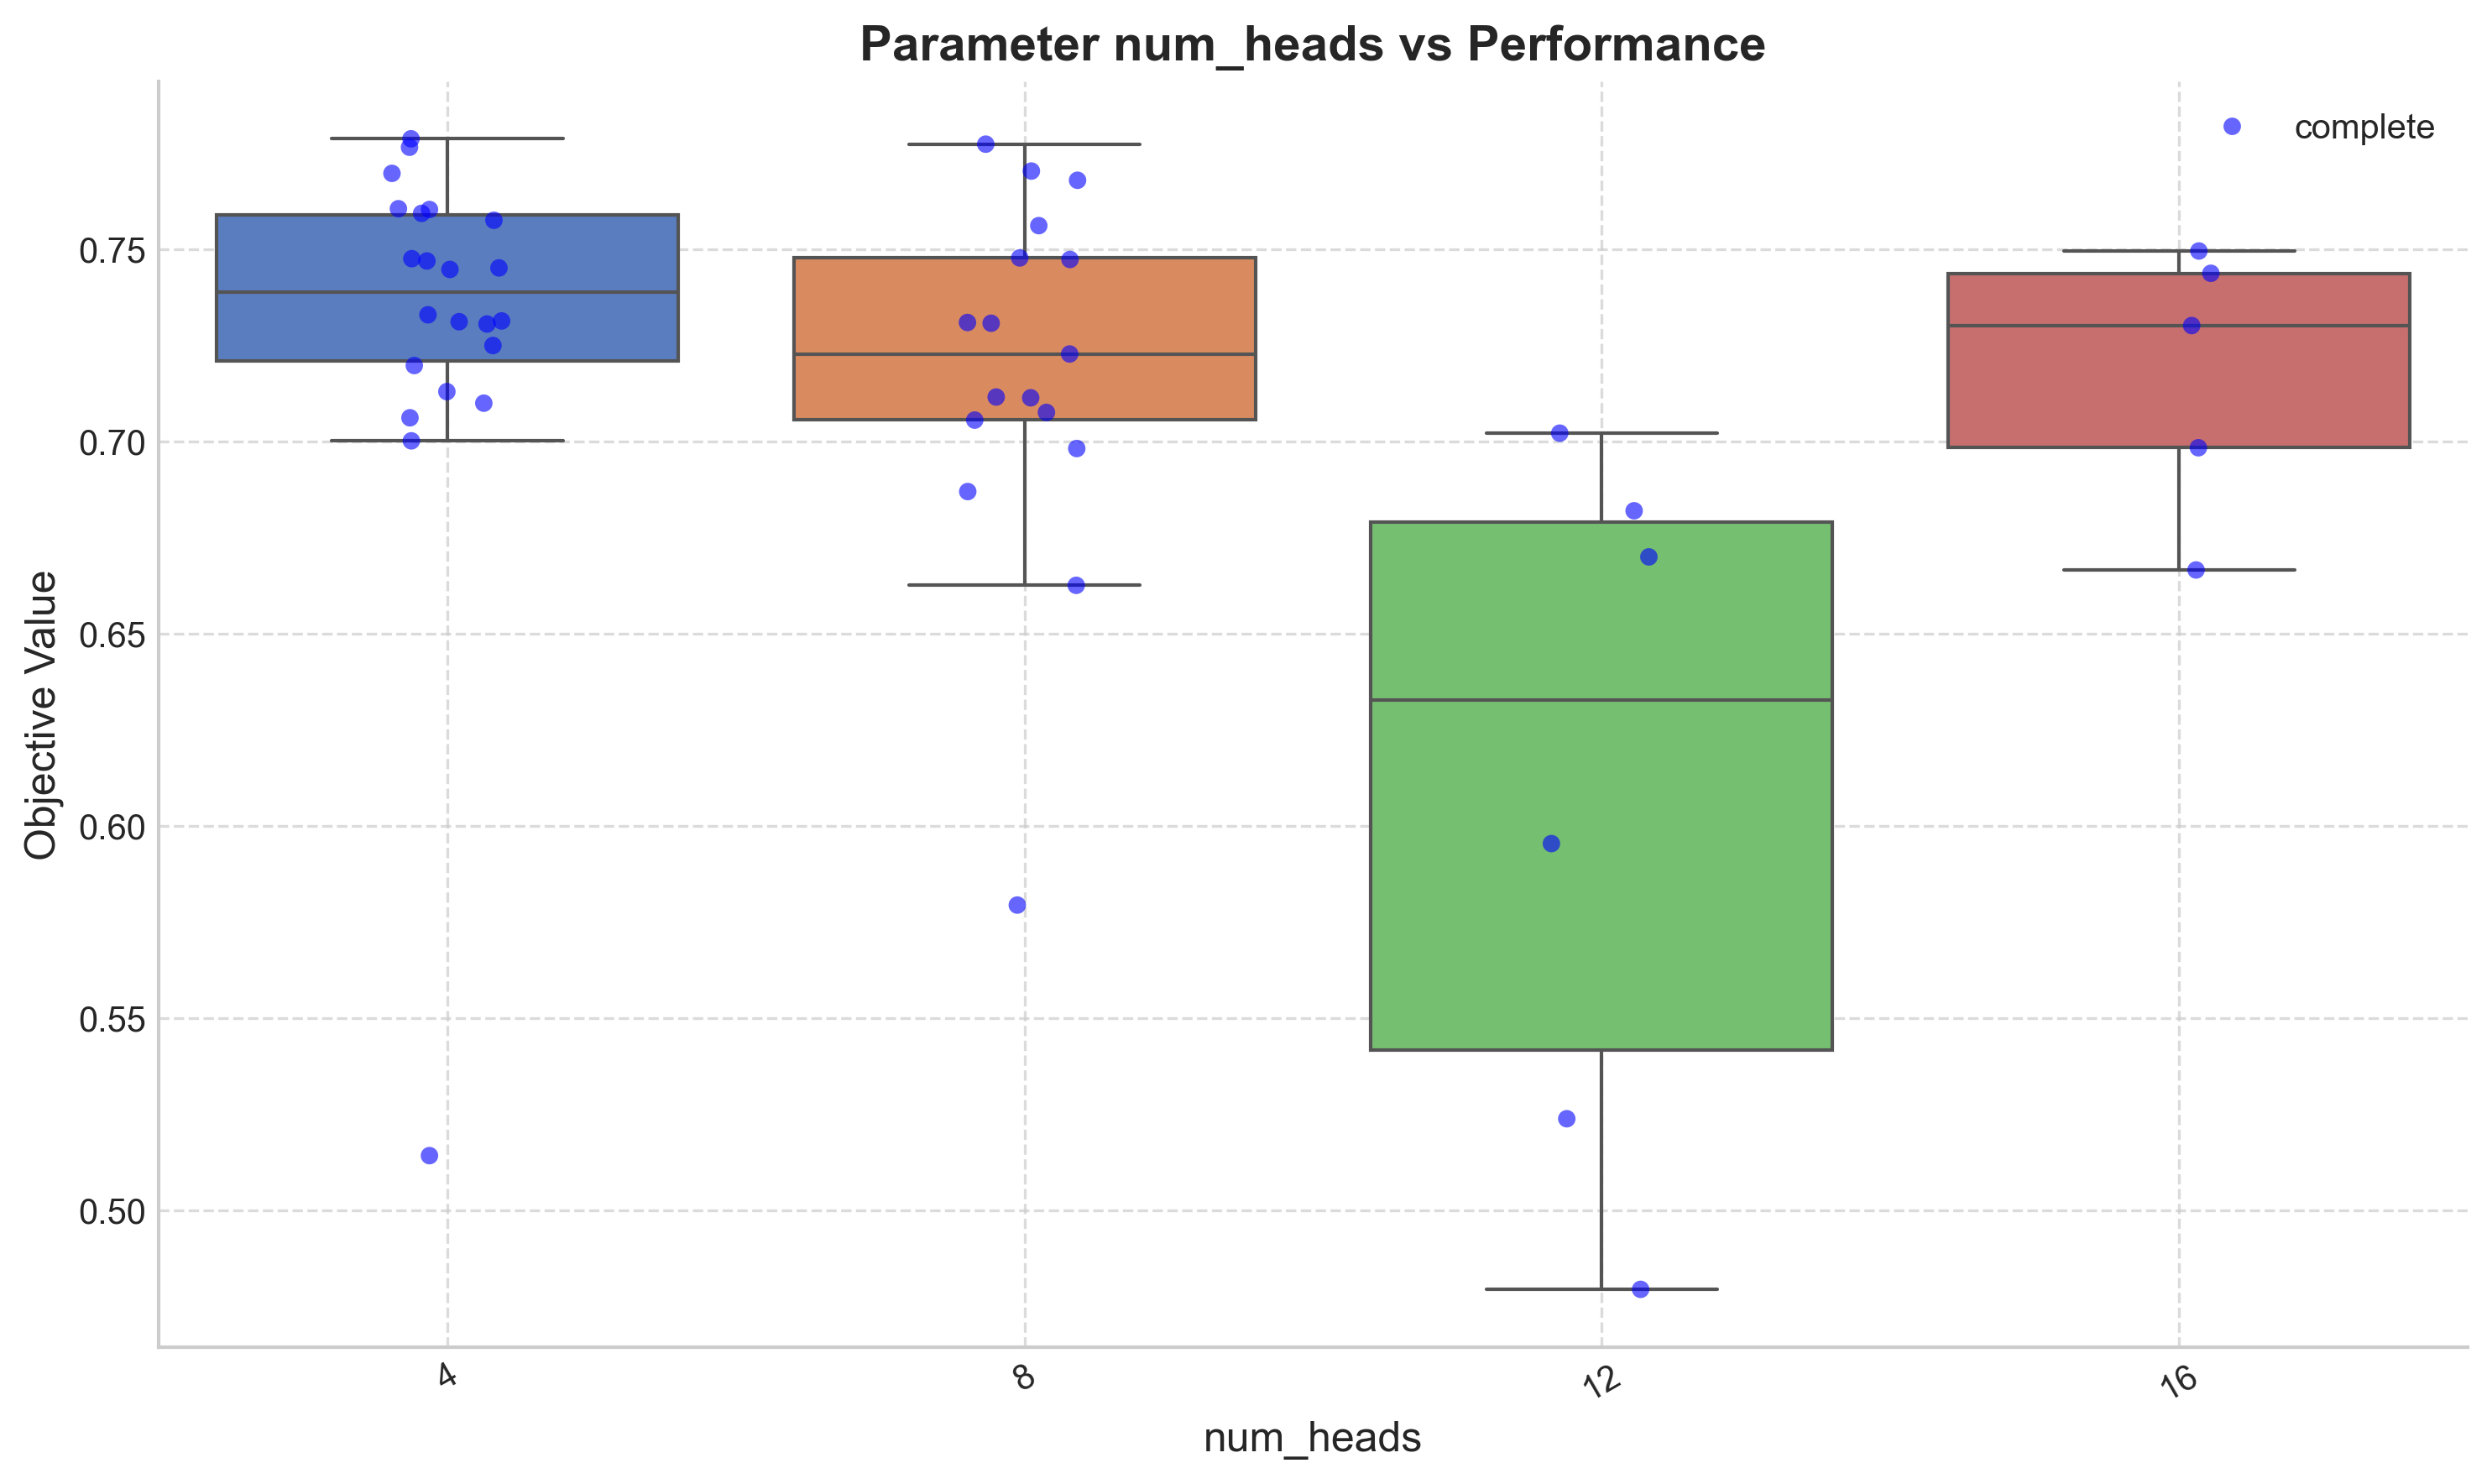 Parameter num_heads vs Performance
complete
Objective Value
0.75
0.70
0.65
0.60
0.55
0.50
4
8
12
16
num_heads